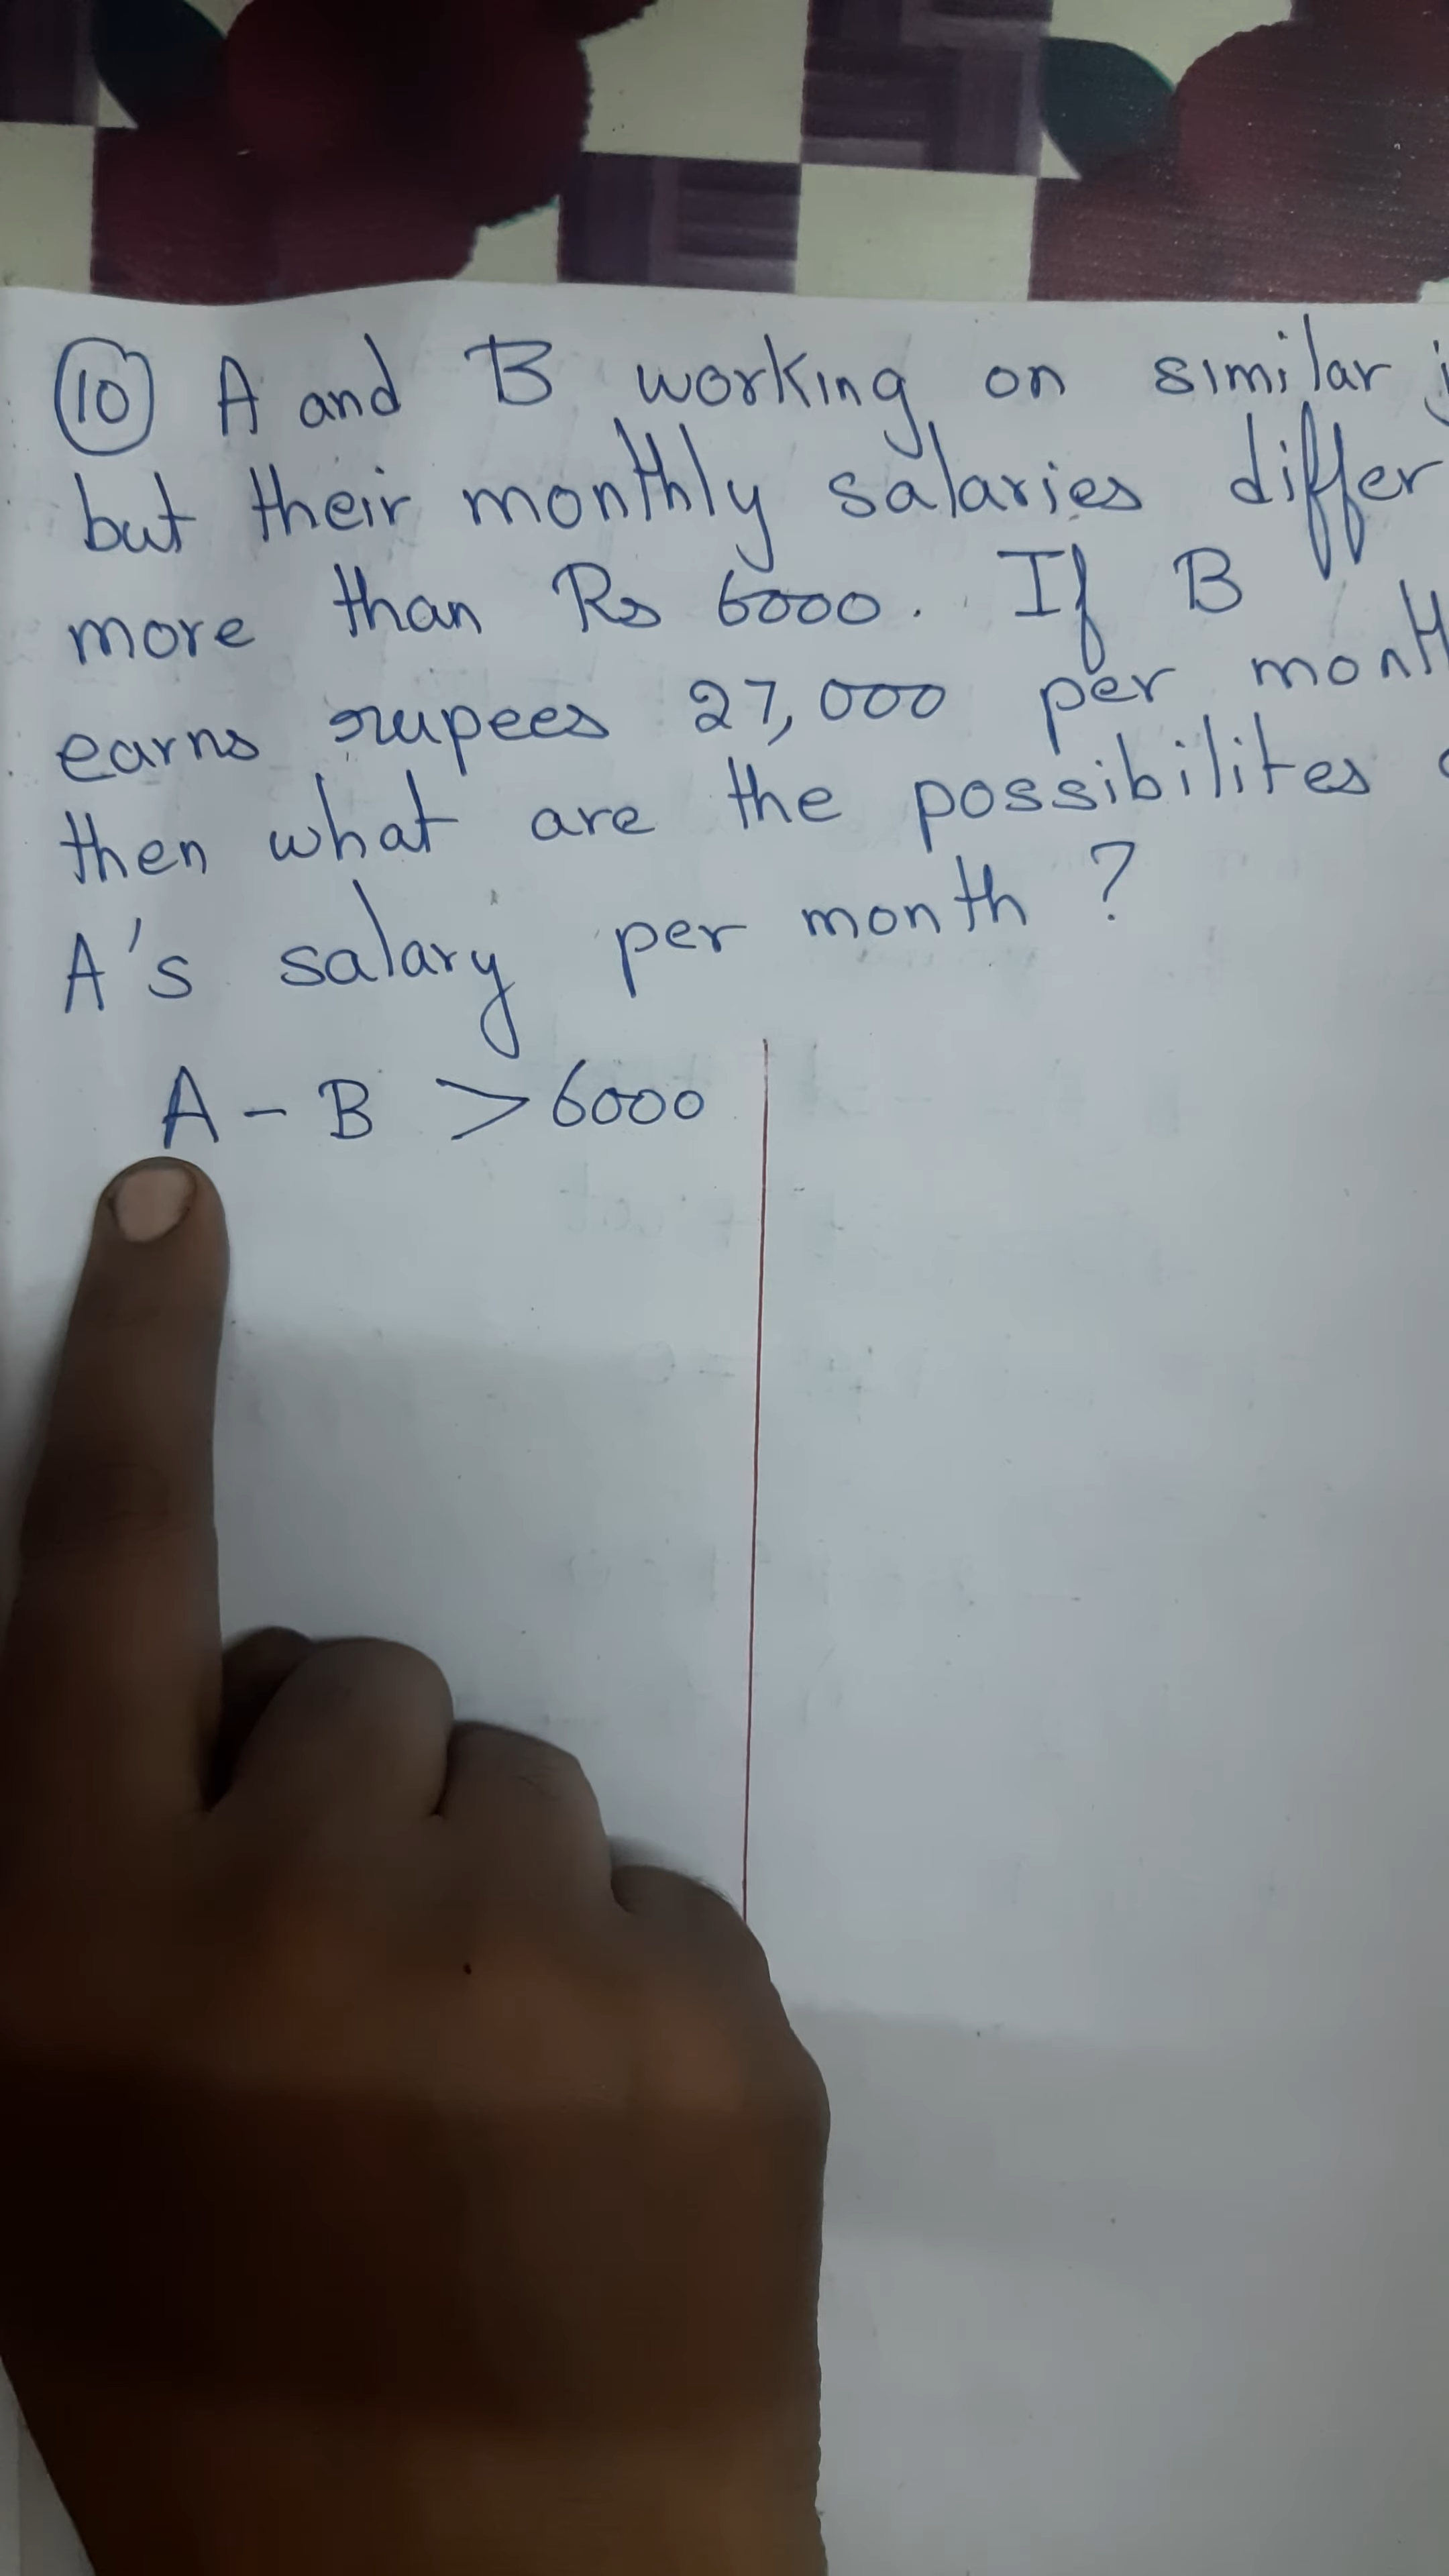 10 A and B working on similar
but their monthly salaries differ
more than Rs 6000. If B
earns rupees 27,000 per month
then what are the possibilites
A's salary per month ?
A - B > 6000